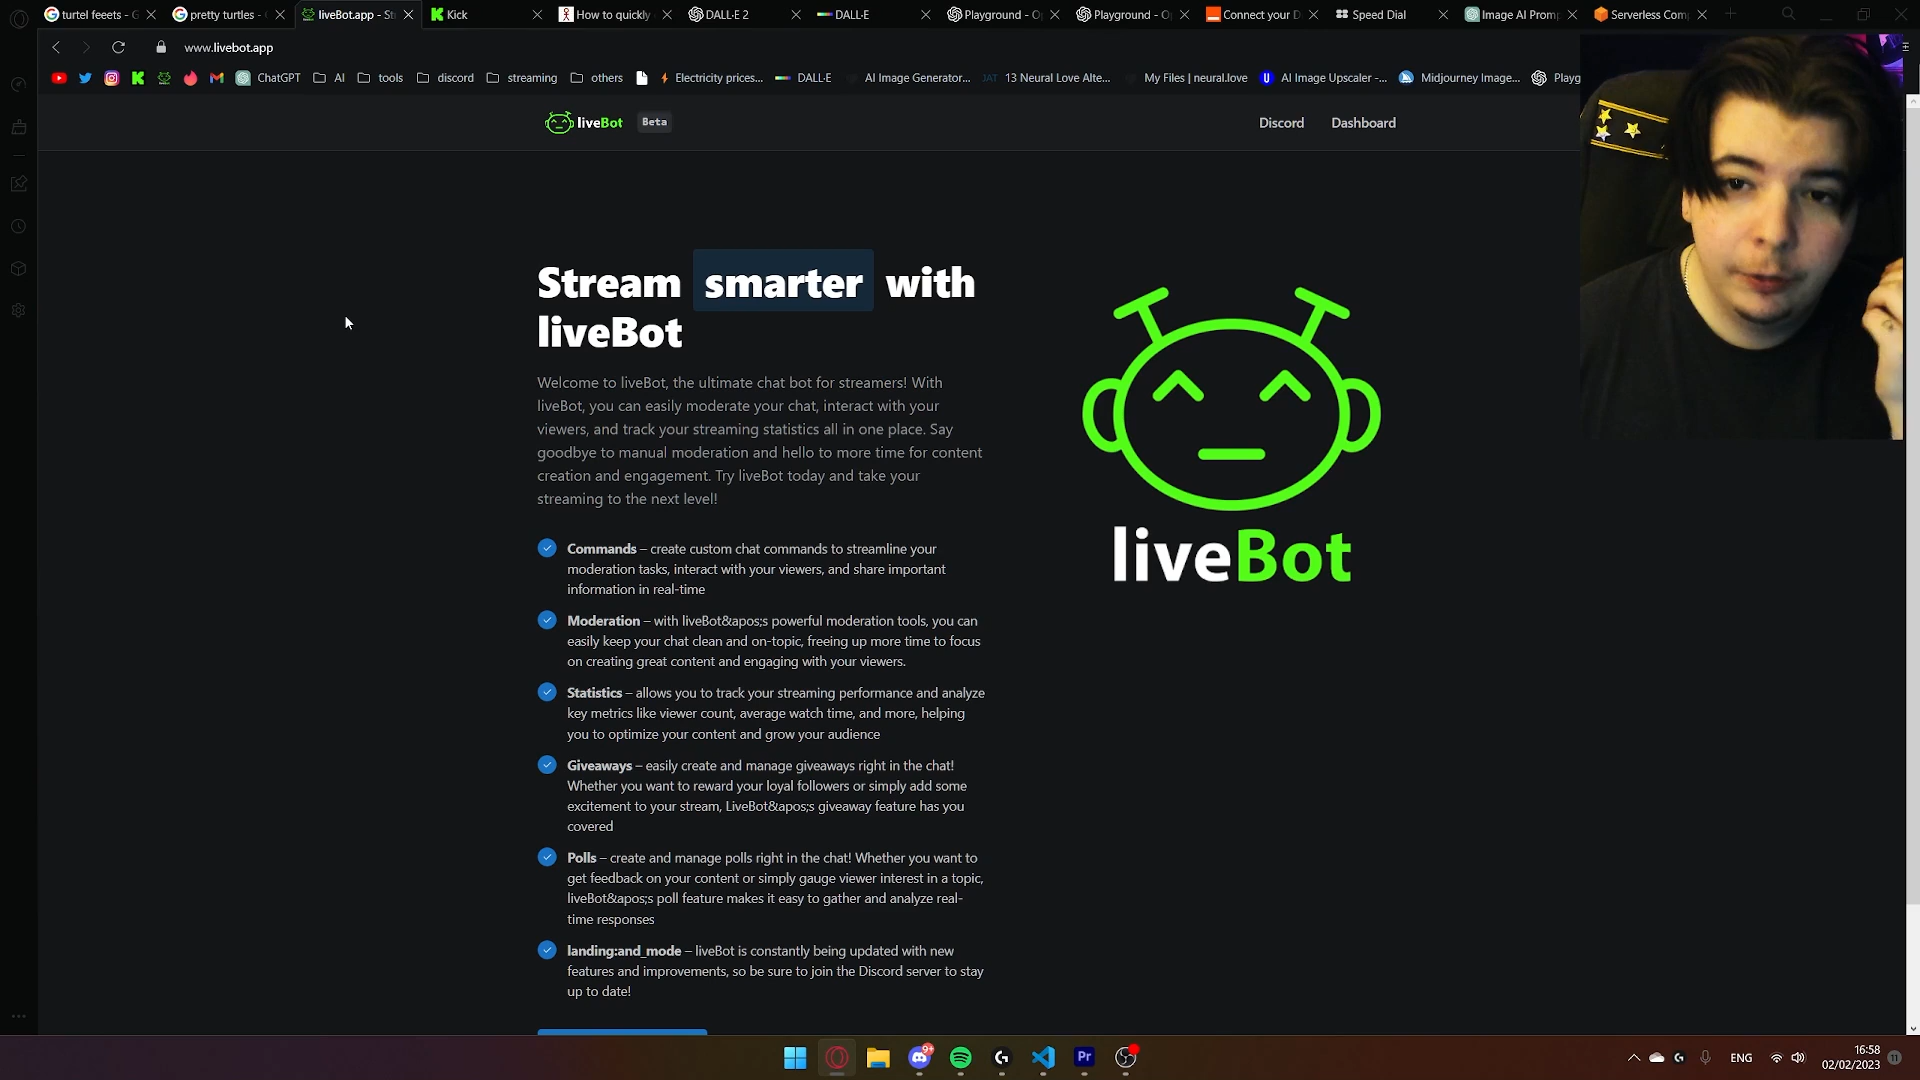 turtel feeets - G
pretty turtles -
liveBot.app - St
Kick
How to quickly
DALL·E 2
DALL·E
Playground - O
Playground - O
Connect your D
Speed Dial
Image AI Prom
Serverless Com
www.livebot.app
ChatGPT
AI
tools
discord
streaming
others
Electricity prices...
DALL·E
AI Image Generator...
13 Neural Love Alte...
My Files | neural.love
AI Image Upscaler -...
Midjourney Image...
Playg
liveBot
Beta
Discord
Dashboard
Stream smarter with
liveBot
Welcome to liveBot, the ultimate chat bot for streamers! With
liveBot, you can easily moderate your chat, interact with your
viewers, and track your streaming statistics all in one place. Say
goodbye to manual moderation and hello to more time for content
creation and engagement. Try liveBot today and take your
streaming to the next level!
Commands – create custom chat commands to streamline your
moderation tasks, interact with your viewers, and share important
information in real-time
Moderation – with liveBot&apos;s powerful moderation tools, you can
easily keep your chat clean and on-topic, freeing up more time to focus
on creating great content and engaging with your viewers.
Statistics – allows you to track your streaming performance and analyze
key metrics like viewer count, average watch time, and more, helping
you to optimize your content and grow your audience
Giveaways – easily create and manage giveaways right in the chat!
Whether you want to reward your loyal followers or simply add some
excitement to your stream, LiveBot&apos;s giveaway feature has you
covered
Polls – create and manage polls right in the chat! Whether you want to
get feedback on your content or simply gauge viewer interest in a topic,
liveBot&apos;s poll feature makes it easy to gather and analyze real-
time responses
landing:and_mode – liveBot is constantly being updated with new
features and improvements, so be sure to join the Discord server to stay
up to date!
liveBot
9+
Pr
ENG
16:58
02/02/2023
11